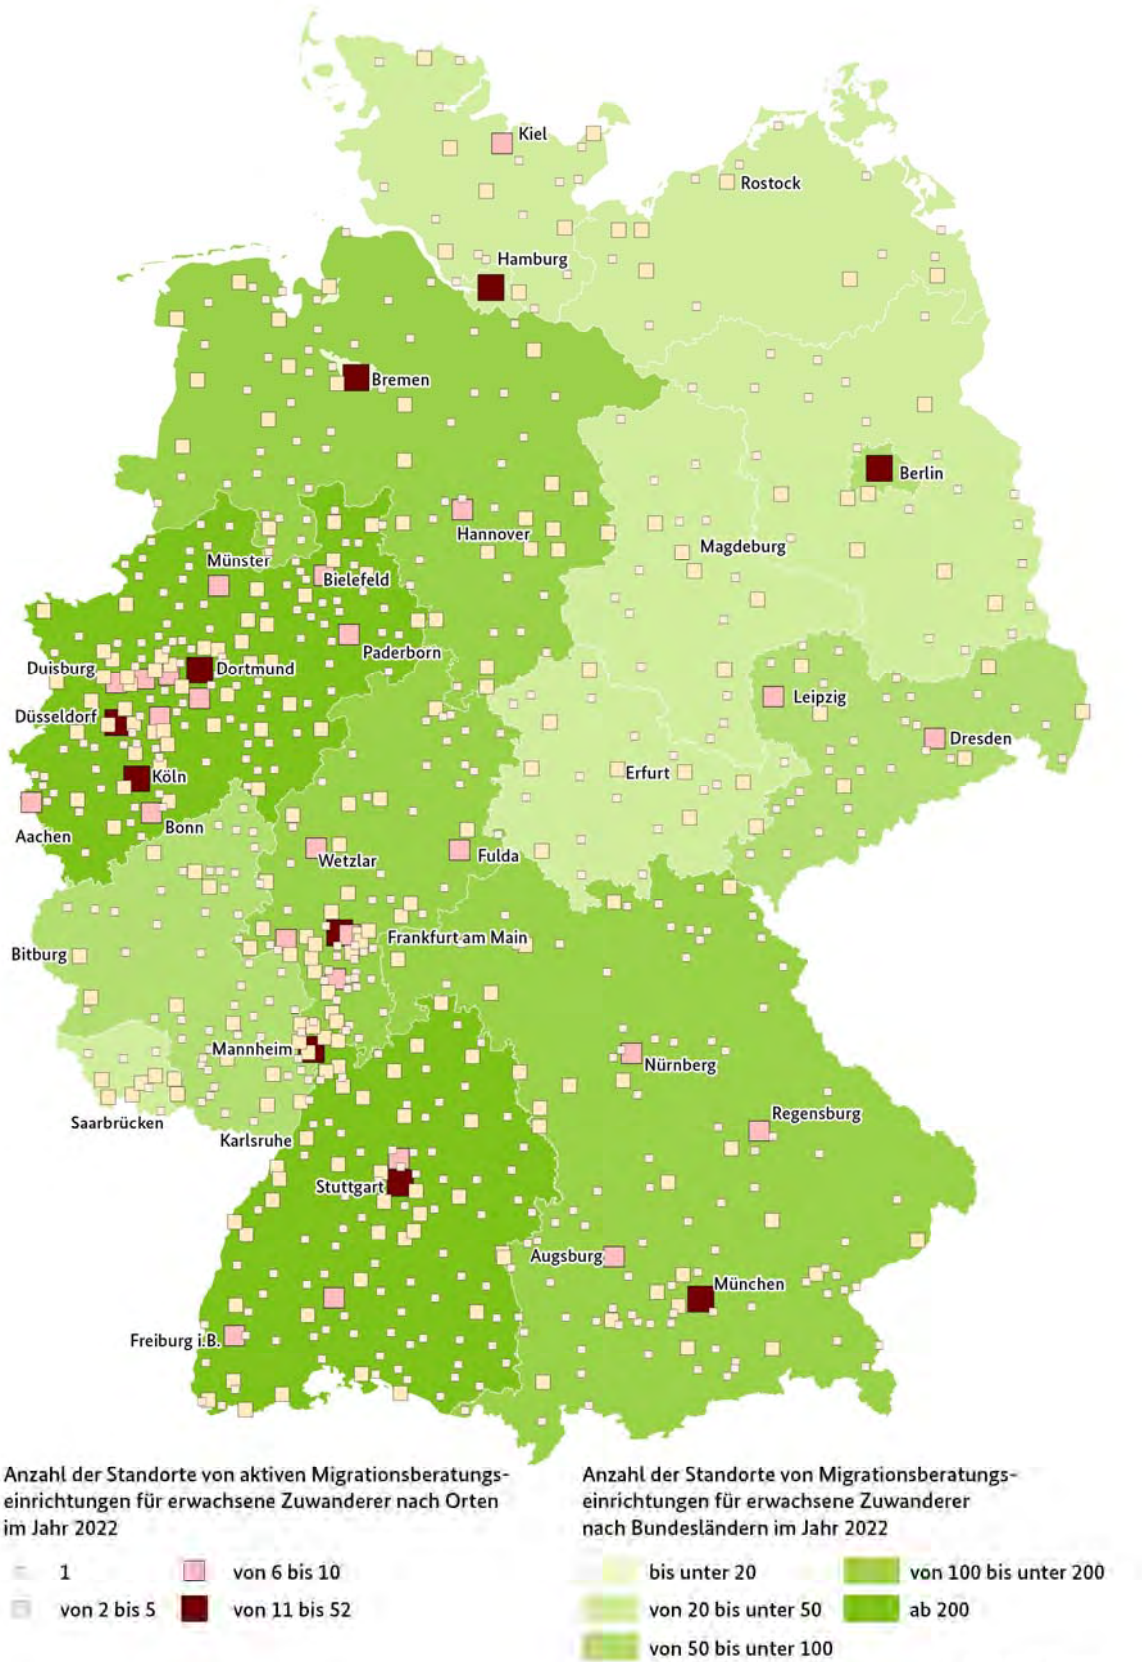 Kiel
Rostock
Hamburg
Bremen
Berlin
Hannover
Magdeburg
Münster
Bielefeld
Paderborn
Duisburg
Dortmund
Leipzig
Düsseldorf
Dresden
Köln
Erfurt
Bonn
Aachen
Wetzlar
Fulda
Frankfurt am Main
Bitburg
Mannheim
Nürnberg
Saarbrücken
Regensburg
Karlsruhe
Stuttgart
Augsburg
München
Freiburg i.B.
Anzahl der Standorte von aktiven Migrationsberatungs-
einrichtungen für erwachsene Zuwanderer nach Orten
im Jahr 2022
1
von 2 bis 5
von 6 bis 10
von 11 bis 52
Anzahl der Standorte von Migrationsberatungs-
einrichtungen für erwachsene Zuwanderer
nach Bundesländern im Jahr 2022
bis unter 20
von 20 bis unter 50
von 50 bis unter 100
von 100 bis unter 200
ab 200